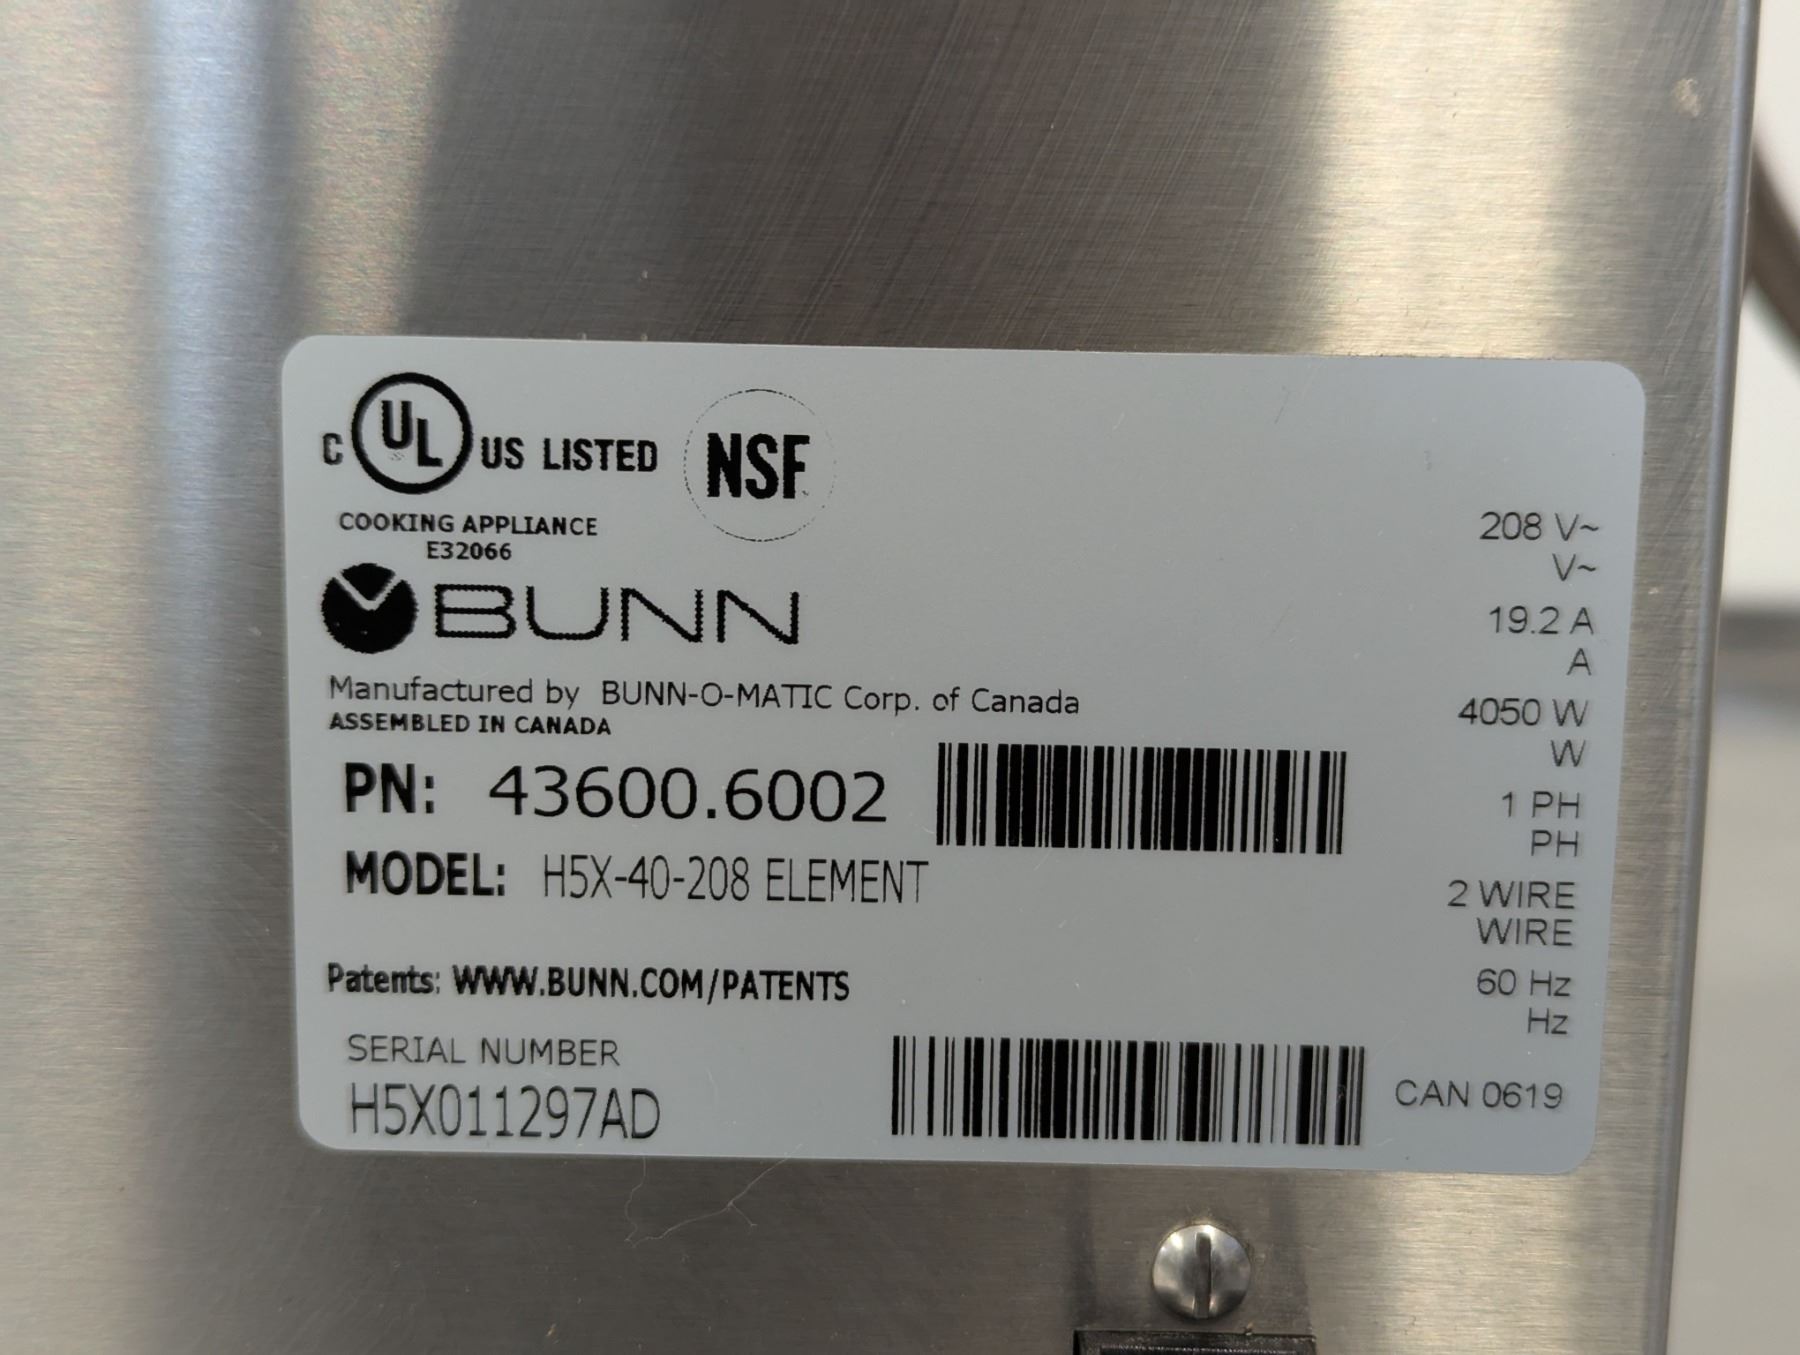 C UL US LISTED NSF
COOKING APPLIANCE
E32066
BUNN
Manufactured by BUNN-O-MATIC Corp. of Canada
ASSEMBLED IN CANADA
PN: 43600.6002
MODEL: H5X-40-208 ELEMENT
Patents: WWW.BUNN.COM/PATENTS
SERIAL NUMBER
H5X011297AD
208 V~
V~
19.2 A
A
4050 W
W
1 PH
PH
2 WIRE
WIRE
60 Hz
Hz
CAN 0619